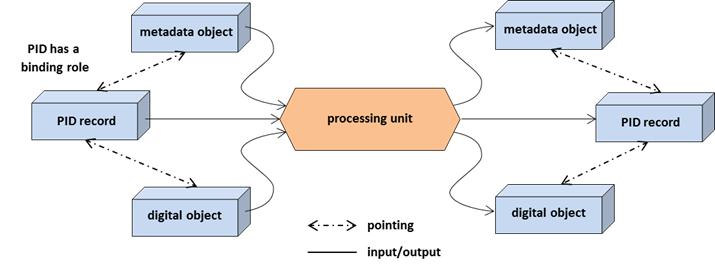 metadata object
metadata object
PID has a
binding role
PID record
processing unit
PID record
digital object
digital object
pointing
input/output